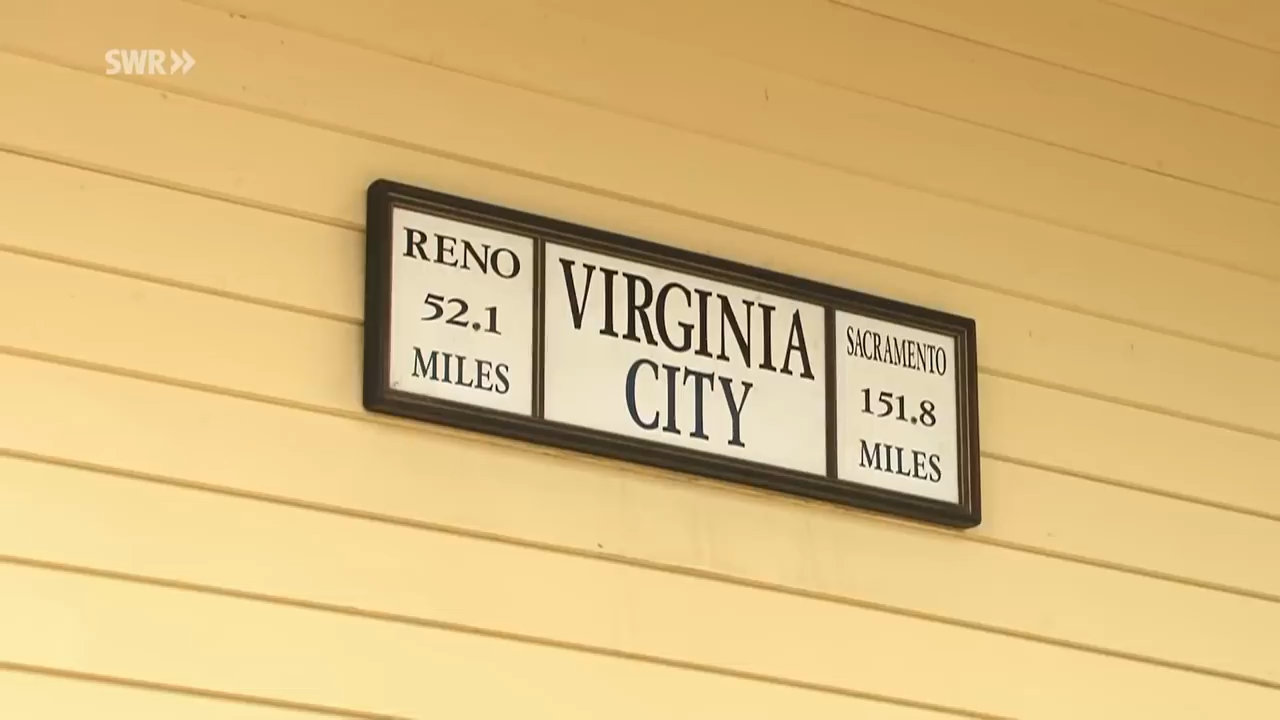 SWR
RENO
52.1
MILES
VIRGINIA
CITY
SACRAMENTO
151.8
MILES